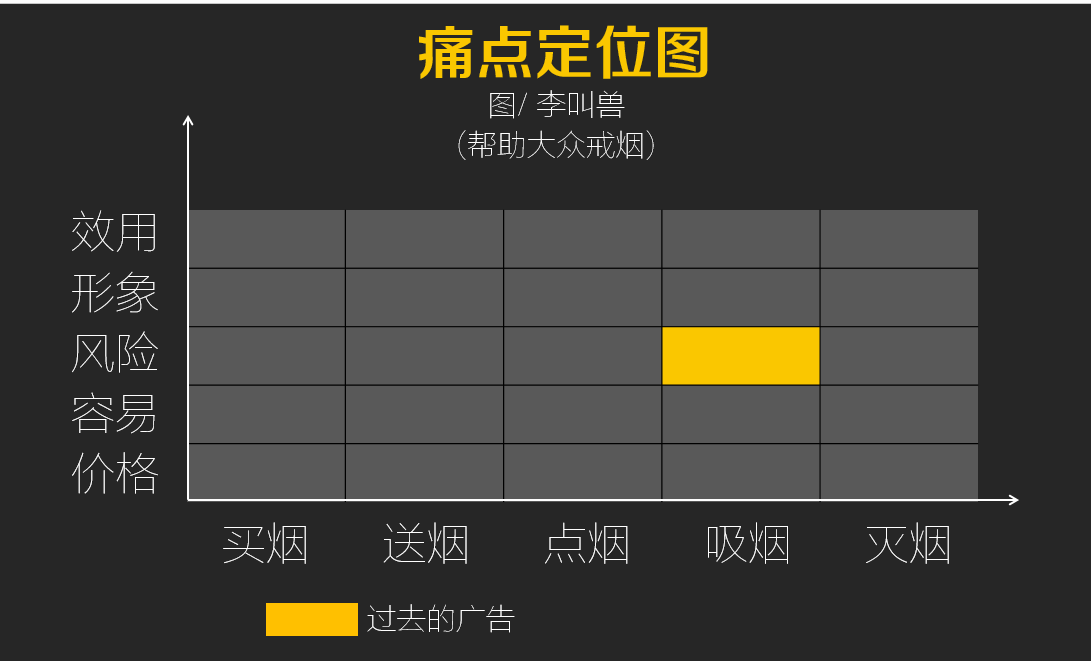 痛点定位图
图/ 李叫兽
(帮助大众戒烟)
效用
形象
风险
容易
价格
买烟 送烟 点烟 吸烟 灭烟
过去的广告